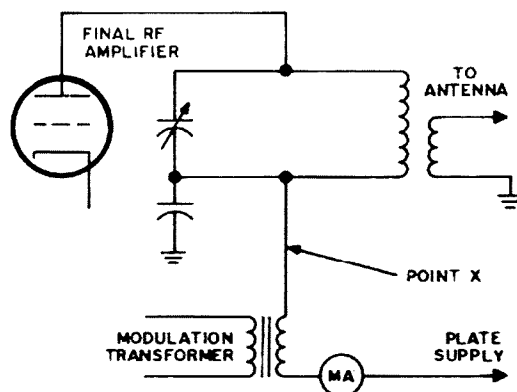 FINAL RF
AMPLIFIER
TO
ANTENNA
POINT X
MODULATION
TRANSFORMER
MA
PLATE
SUPPLY